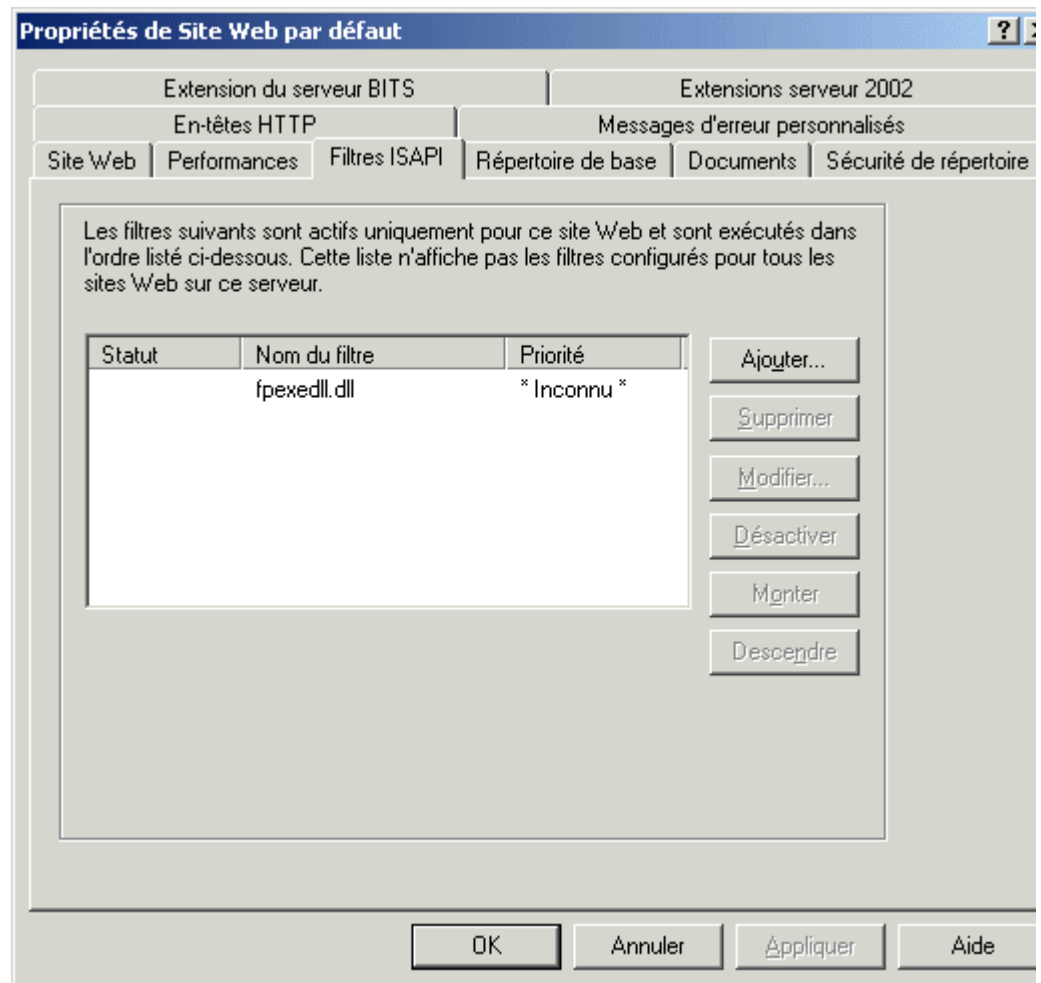 Propriétés de Site Web par défaut
Extension du serveur BITS
Extensions serveur 2002
En-têtes HTTP
Messages d'erreur personnalisés
Site Web
Performances
Filtres ISAPI
Répertoire de base
Documents
Sécurité de répertoire
Les filtres suivants sont actifs uniquement pour ce site Web et sont exécutés dans
l'ordre listé ci-dessous. Cette liste n'affiche pas les filtres configurés pour tous les
sites Web sur ce serveur.
Statut
Nom du filtre
Priorité
fpexedll.dll
* Inconnu *
Ajouter...
Supprimer
Modifier...
Désactiver
Monter
Descendre
OK
Annuler
Appliquer
Aide